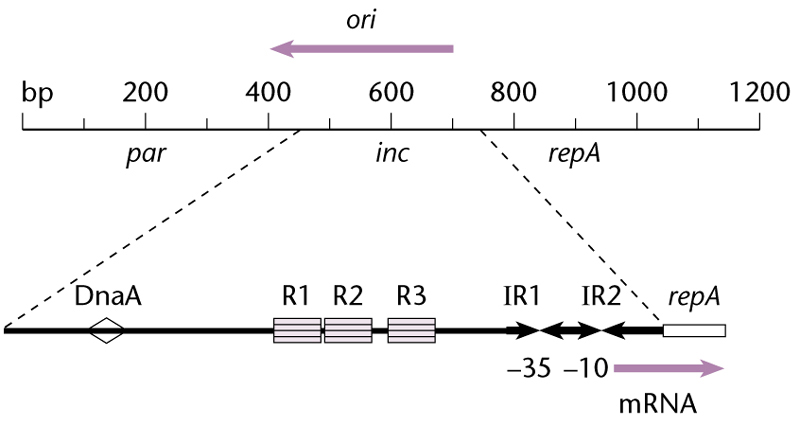 ori
bp 200 400 600 800 1000 1200
par inc repA
DnaA R1 R2 R3 IR1 IR2 repA
–35 –10
mRNA